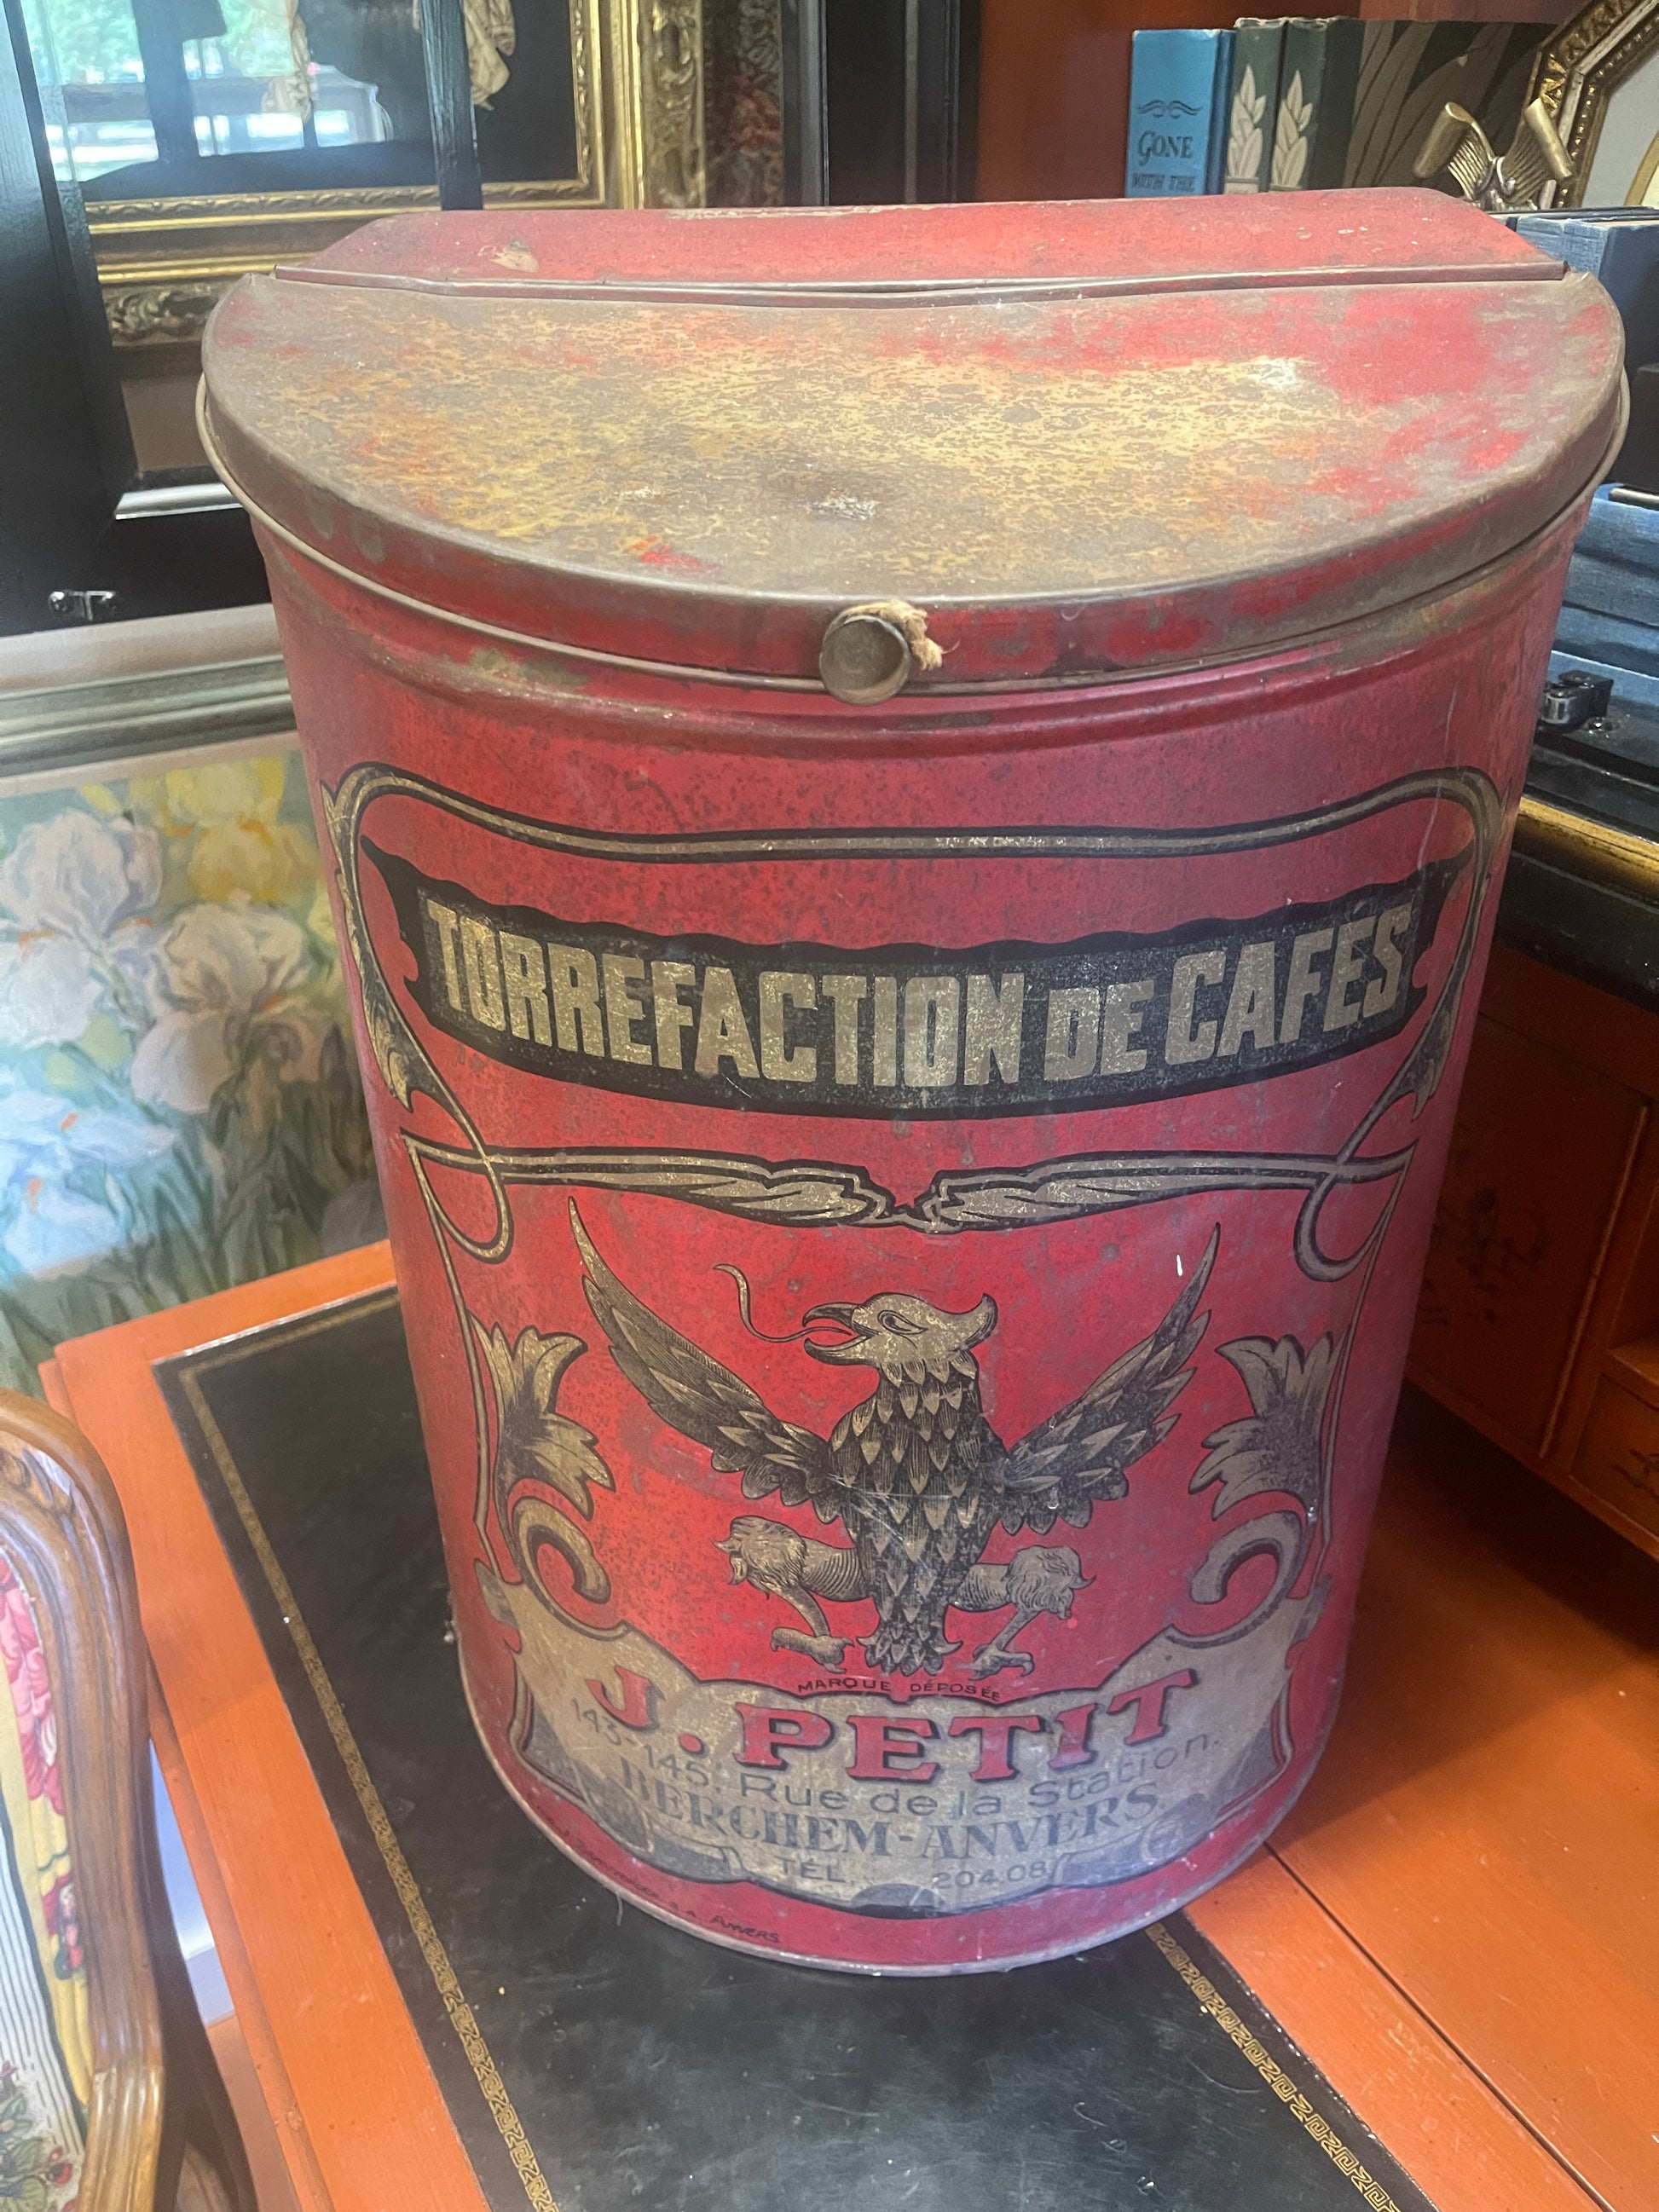 GONE
WITH THE
TORREFACTION DE CAFES
MARQUE DÉPOSÉE
J. PETIT
143-145, Rue de la Station.
BERCHEM-ANVERS.
TÉL. 204.08
S.A. ANVERS.